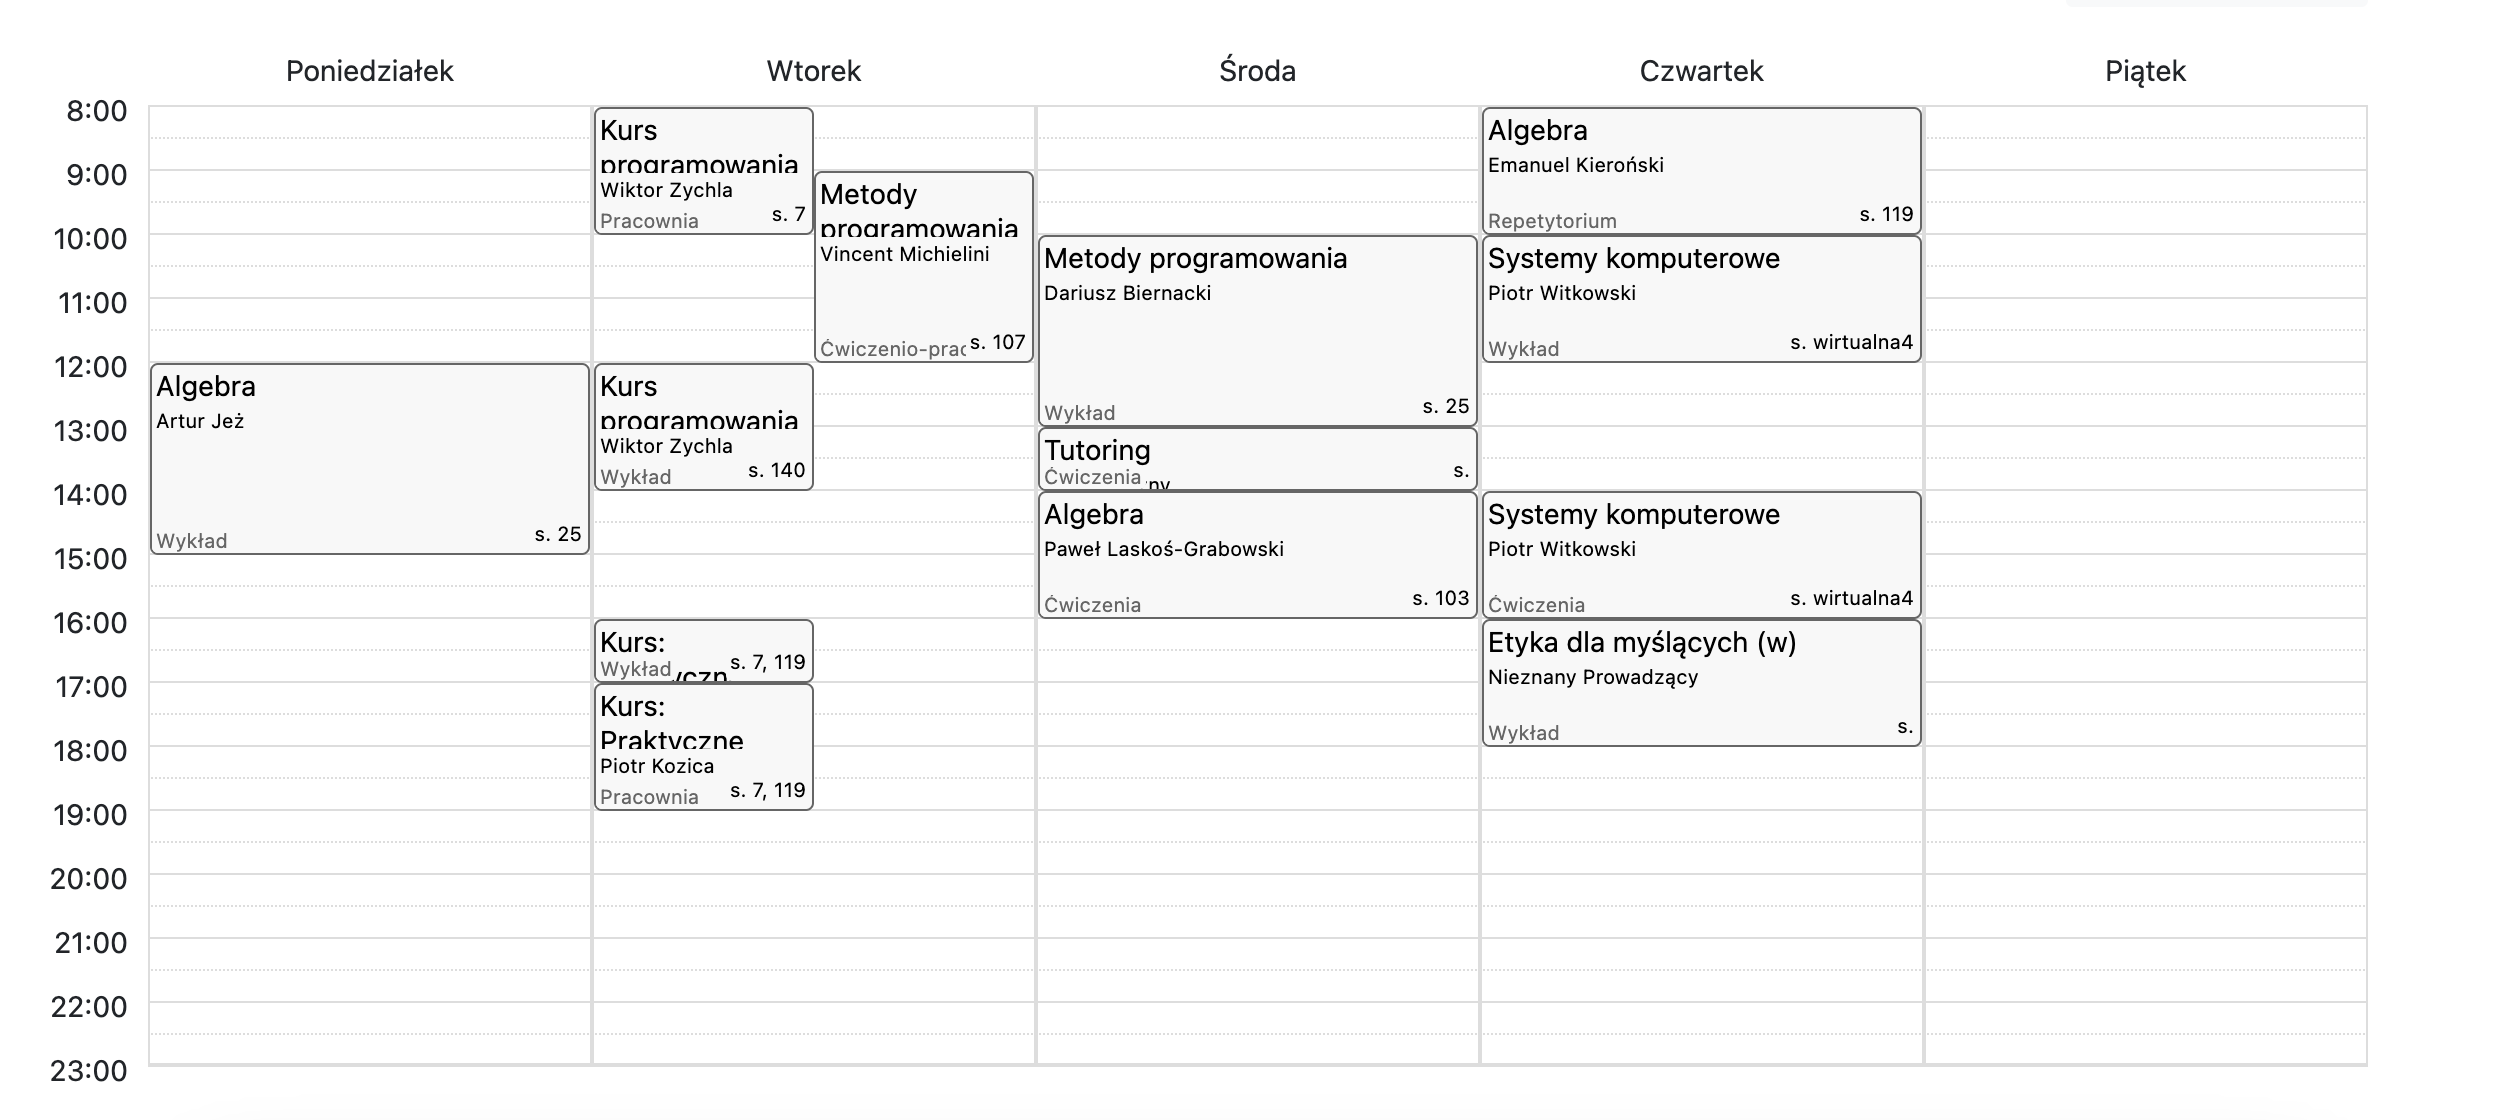 Poniedziałek
Wtorek
Środa
Czwartek
Piątek
8:00
9:00
10:00
11:00
12:00
13:00
14:00
15:00
16:00
17:00
18:00
19:00
20:00
21:00
22:00
23:00
Algebra
Artur Jeż
Wykład
s. 25
Kurs
programowania
Wiktor Zychla
Pracownia
s. 7
Metody
programowania
Vincent Michielini
Ćwiczenio-prac
s. 107
Kurs
programowania
Wiktor Zychla
Wykład
s. 140
Kurs:
Wykład
s. 7, 119
Kurs:
Praktyczne
Piotr Kozica
Pracownia
s. 7, 119
Metody programowania
Dariusz Biernacki
Wykład
s. 25
Tutoring
Ćwiczenia
s.
Algebra
Paweł Laskoś-Grabowski
Ćwiczenia
s. 103
Algebra
Emanuel Kieroński
Repetytorium
s. 119
Systemy komputerowe
Piotr Witkowski
Wykład
s. wirtualna4
Systemy komputerowe
Piotr Witkowski
Ćwiczenia
s. wirtualna4
Etyka dla myślących (w)
Nieznany Prowadzący
Wykład
s.